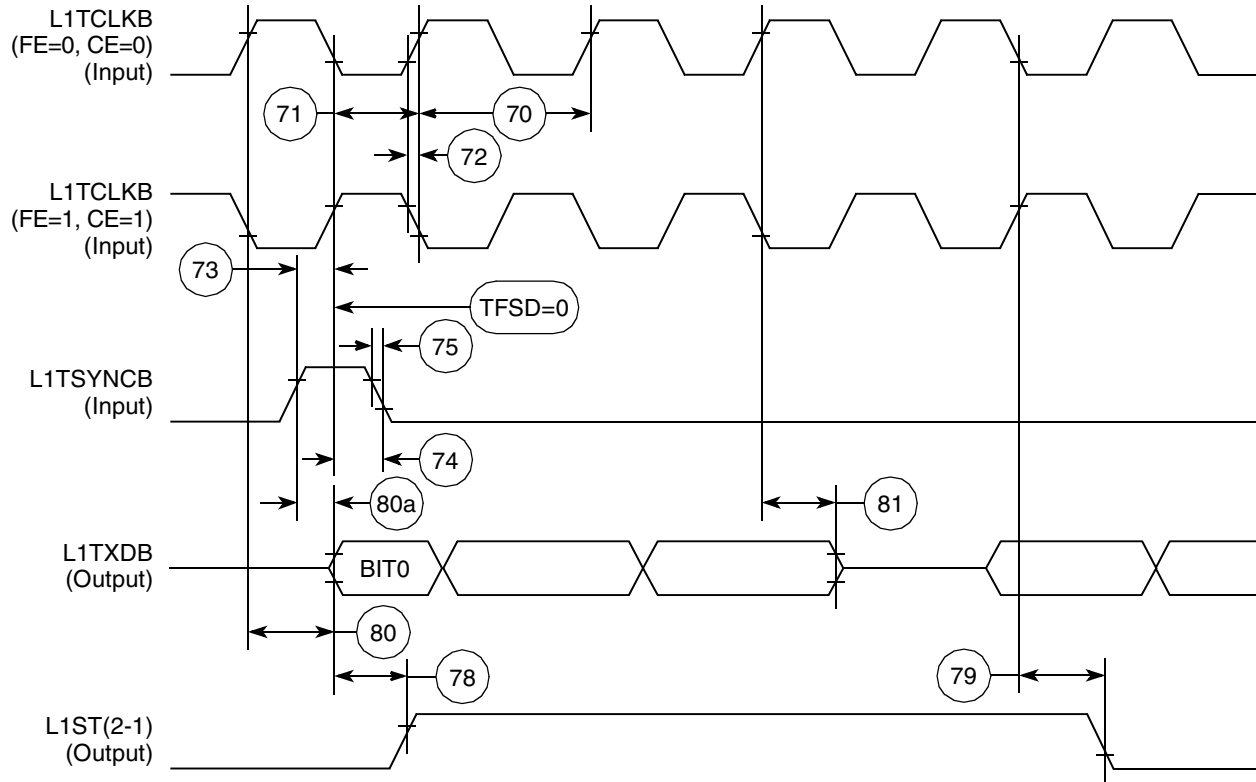 L1TCLKB
(FE=0, CE=0)
(Input)
71
70
72
L1TCLKB
(FE=1, CE=1)
(Input)
73
TFSD=0
75
L1TSYNCB
(Input)
74
80a
81
L1TXDB
(Output)
BIT0
80
78
79
L1ST(2-1)
(Output)